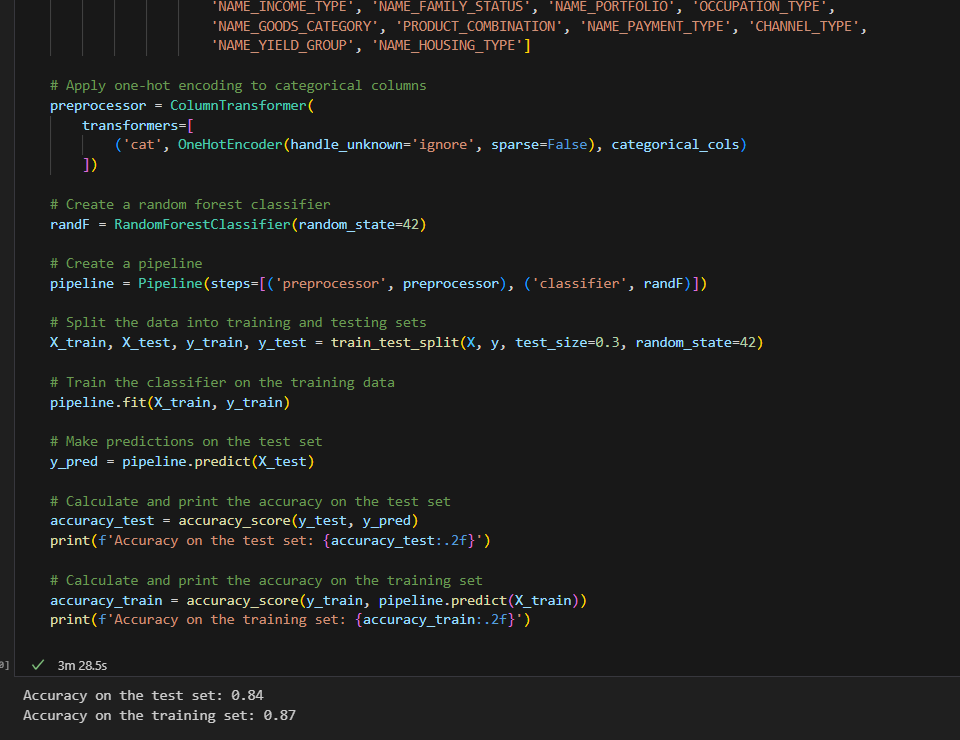 'NAME_INCOME_TYPE', 'NAME_FAMILY_STATUS', 'NAME_PORTFOLIO', 'OCCUPATION_TYPE',
'NAME_GOODS_CATEGORY', 'PRODUCT_COMBINATION', 'NAME_PAYMENT_TYPE', 'CHANNEL_TYPE',
'NAME_YIELD_GROUP', 'NAME_HOUSING_TYPE']
# Apply one-hot encoding to categorical columns
preprocessor = ColumnTransformer(
transformers=[
('cat', OneHotEncoder(handle_unknown='ignore', sparse=False), categorical_cols)
])
# Create a random forest classifier
randF = RandomForestClassifier(random_state=42)
# Create a pipeline
pipeline = Pipeline(steps=[('preprocessor', preprocessor), ('classifier', randF)])
# Split the data into training and testing sets
X_train, X_test, y_train, y_test = train_test_split(X, y, test_size=0.3, random_state=42)
# Train the classifier on the training data
pipeline.fit(X_train, y_train)
# Make predictions on the test set
y_pred = pipeline.predict(X_test)
# Calculate and print the accuracy on the test set
accuracy_test = accuracy_score(y_test, y_pred)
print(f'Accuracy on the test set: {accuracy_test:.2f}')
# Calculate and print the accuracy on the training set
accuracy_train = accuracy_score(y_train, pipeline.predict(X_train))
print(f'Accuracy on the training set: {accuracy_train:.2f}')
3m 28.5s
Accuracy on the test set: 0.84
Accuracy on the training set: 0.87